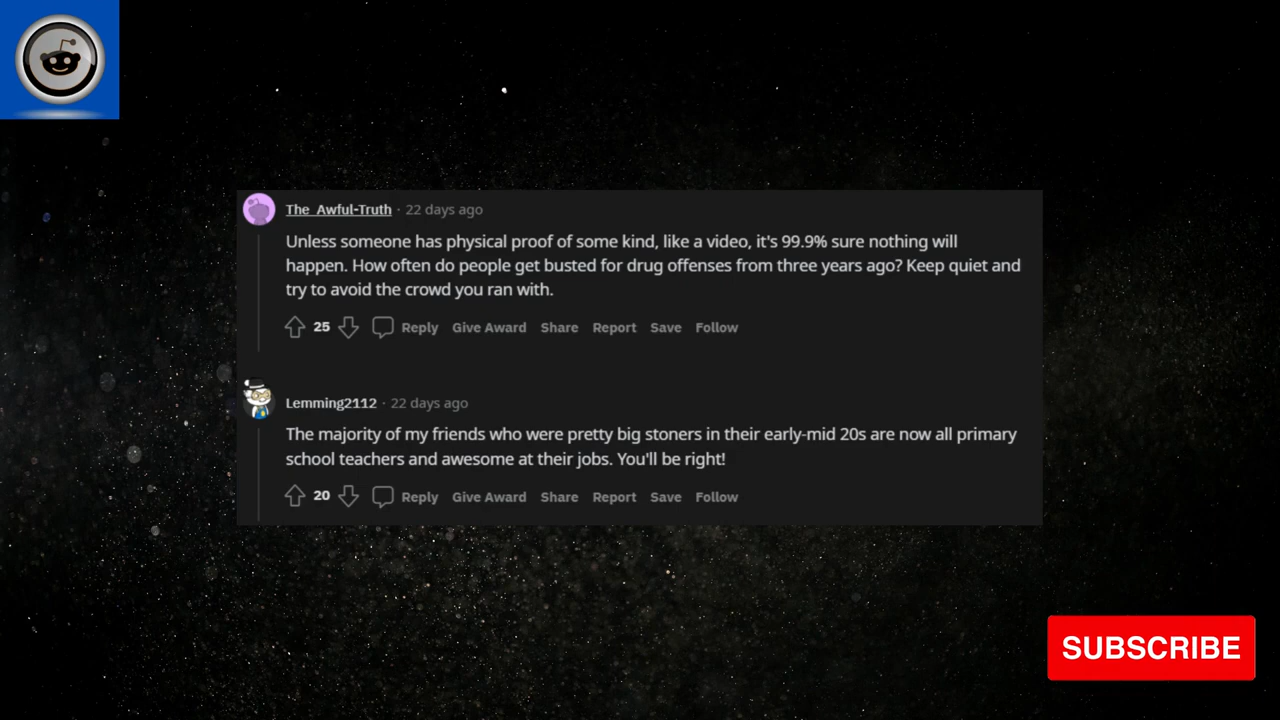 The_Awful-Truth · 22 days ago
Unless someone has physical proof of some kind, like a video, it's 99.9% sure nothing will
happen. How often do people get busted for drug offenses from three years ago? Keep quiet and
try to avoid the crowd you ran with.
25 Reply Give Award Share Report Save Follow
Lemming2112 · 22 days ago
The majority of my friends who were pretty big stoners in their early-mid 20s are now all primary
school teachers and awesome at their jobs. You'll be right!
20 Reply Give Award Share Report Save Follow
SUBSCRIBE